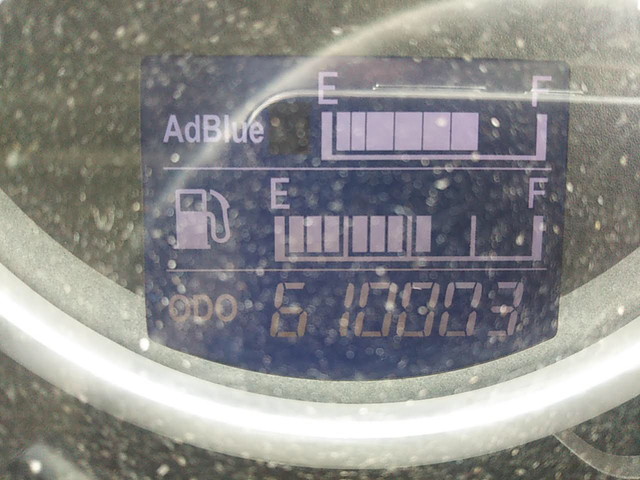 E F
AdBlue
E F
ODO 610003